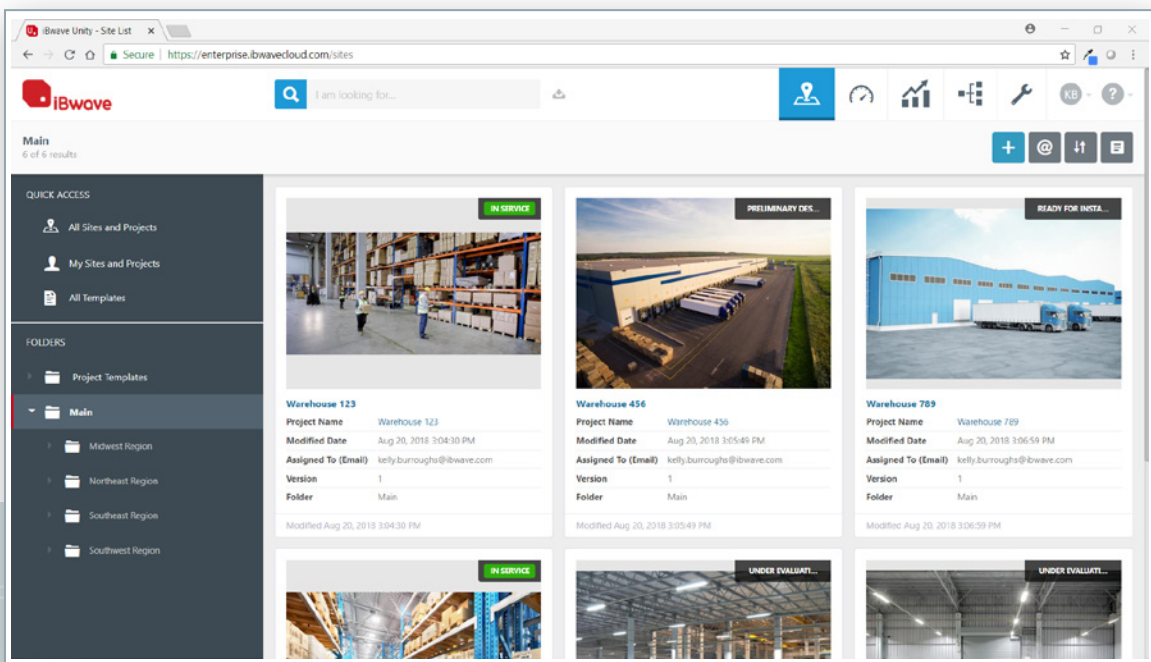 iBwave Unity - Site List
Secure | https://enterprise.ibwavecloud.com/sites
iBwave
I am looking for...
KB
?
Main
6 of 6 results
+ @
QUICK ACCESS
All Sites and Projects
My Sites and Projects
All Templates
FOLDERS
Project Templates
Main
Midwest Region
Northeast Region
Southeast Region
Southwest Region
IN SERVICE
Warehouse 123
Project Name Warehouse 123
Modified Date Aug 20, 2018 3:04:30 PM
Assigned To (Email) kelly.burroughs@ibwave.com
Version 1
Folder Main
Modified Aug 20, 2018 3:04:30 PM
PRELIMINARY DES...
Warehouse 456
Project Name Warehouse 456
Modified Date Aug 20, 2018 3:05:49 PM
Assigned To (Email) kelly.burroughs@ibwave.com
Version 1
Folder Main
Modified Aug 20, 2018 3:05:49 PM
READY FOR INSTA...
Warehouse 789
Project Name Warehouse 789
Modified Date Aug 20, 2018 3:06:59 PM
Assigned To (Email) kelly.burroughs@ibwave.com
Version 1
Folder Main
Modified Aug 20, 2018 3:06:59 PM
IN SERVICE
UNDER EVALUATI...
UNDER EVALUATI...